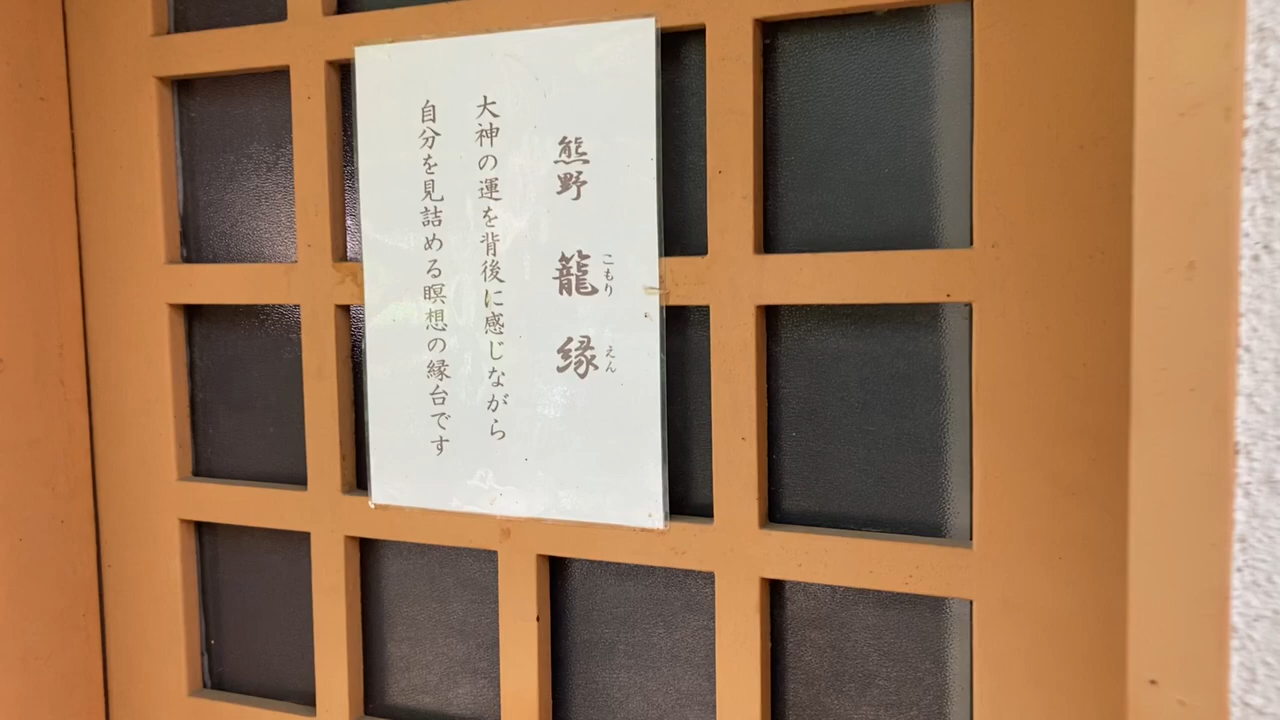 熊野 籠 縁
こもり えん
大神の運を背後に感じながら
自分を見詰める瞑想の縁台です